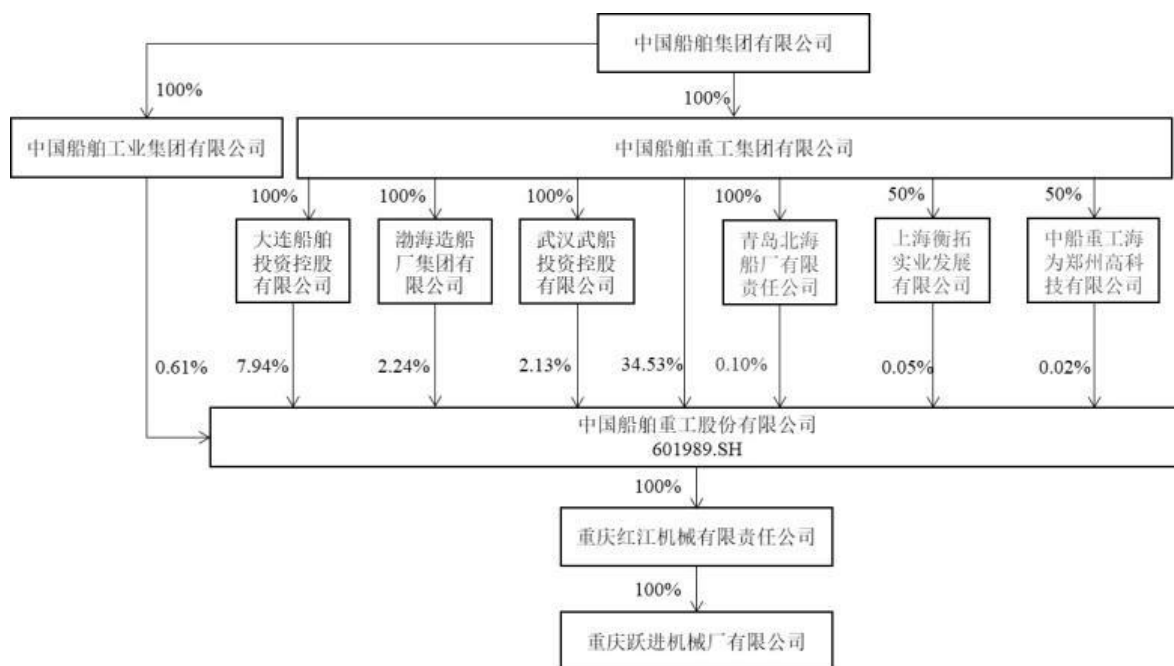 中国船舶集团有限公司
100%
100%
中国船舶工业集团有限公司
中国船舶重工集团有限公司
100%
100%
100%
100%
50%
50%
大连船舶
投资控股
有限公司
渤海造船
厂集团有
限公司
武汉武船
投资控股
有限公司
青岛北海
船厂有限
责任公司
上海衡拓
实业发展
有限公司
中船重工海
为郑州高科
技有限公司
0.61%
7.94%
2.24%
2.13%
34.53%
0.10%
0.05%
0.02%
中国船舶重工股份有限公司
601989.SH
100%
重庆红江机械有限责任公司
100%
重庆跃进机械厂有限公司